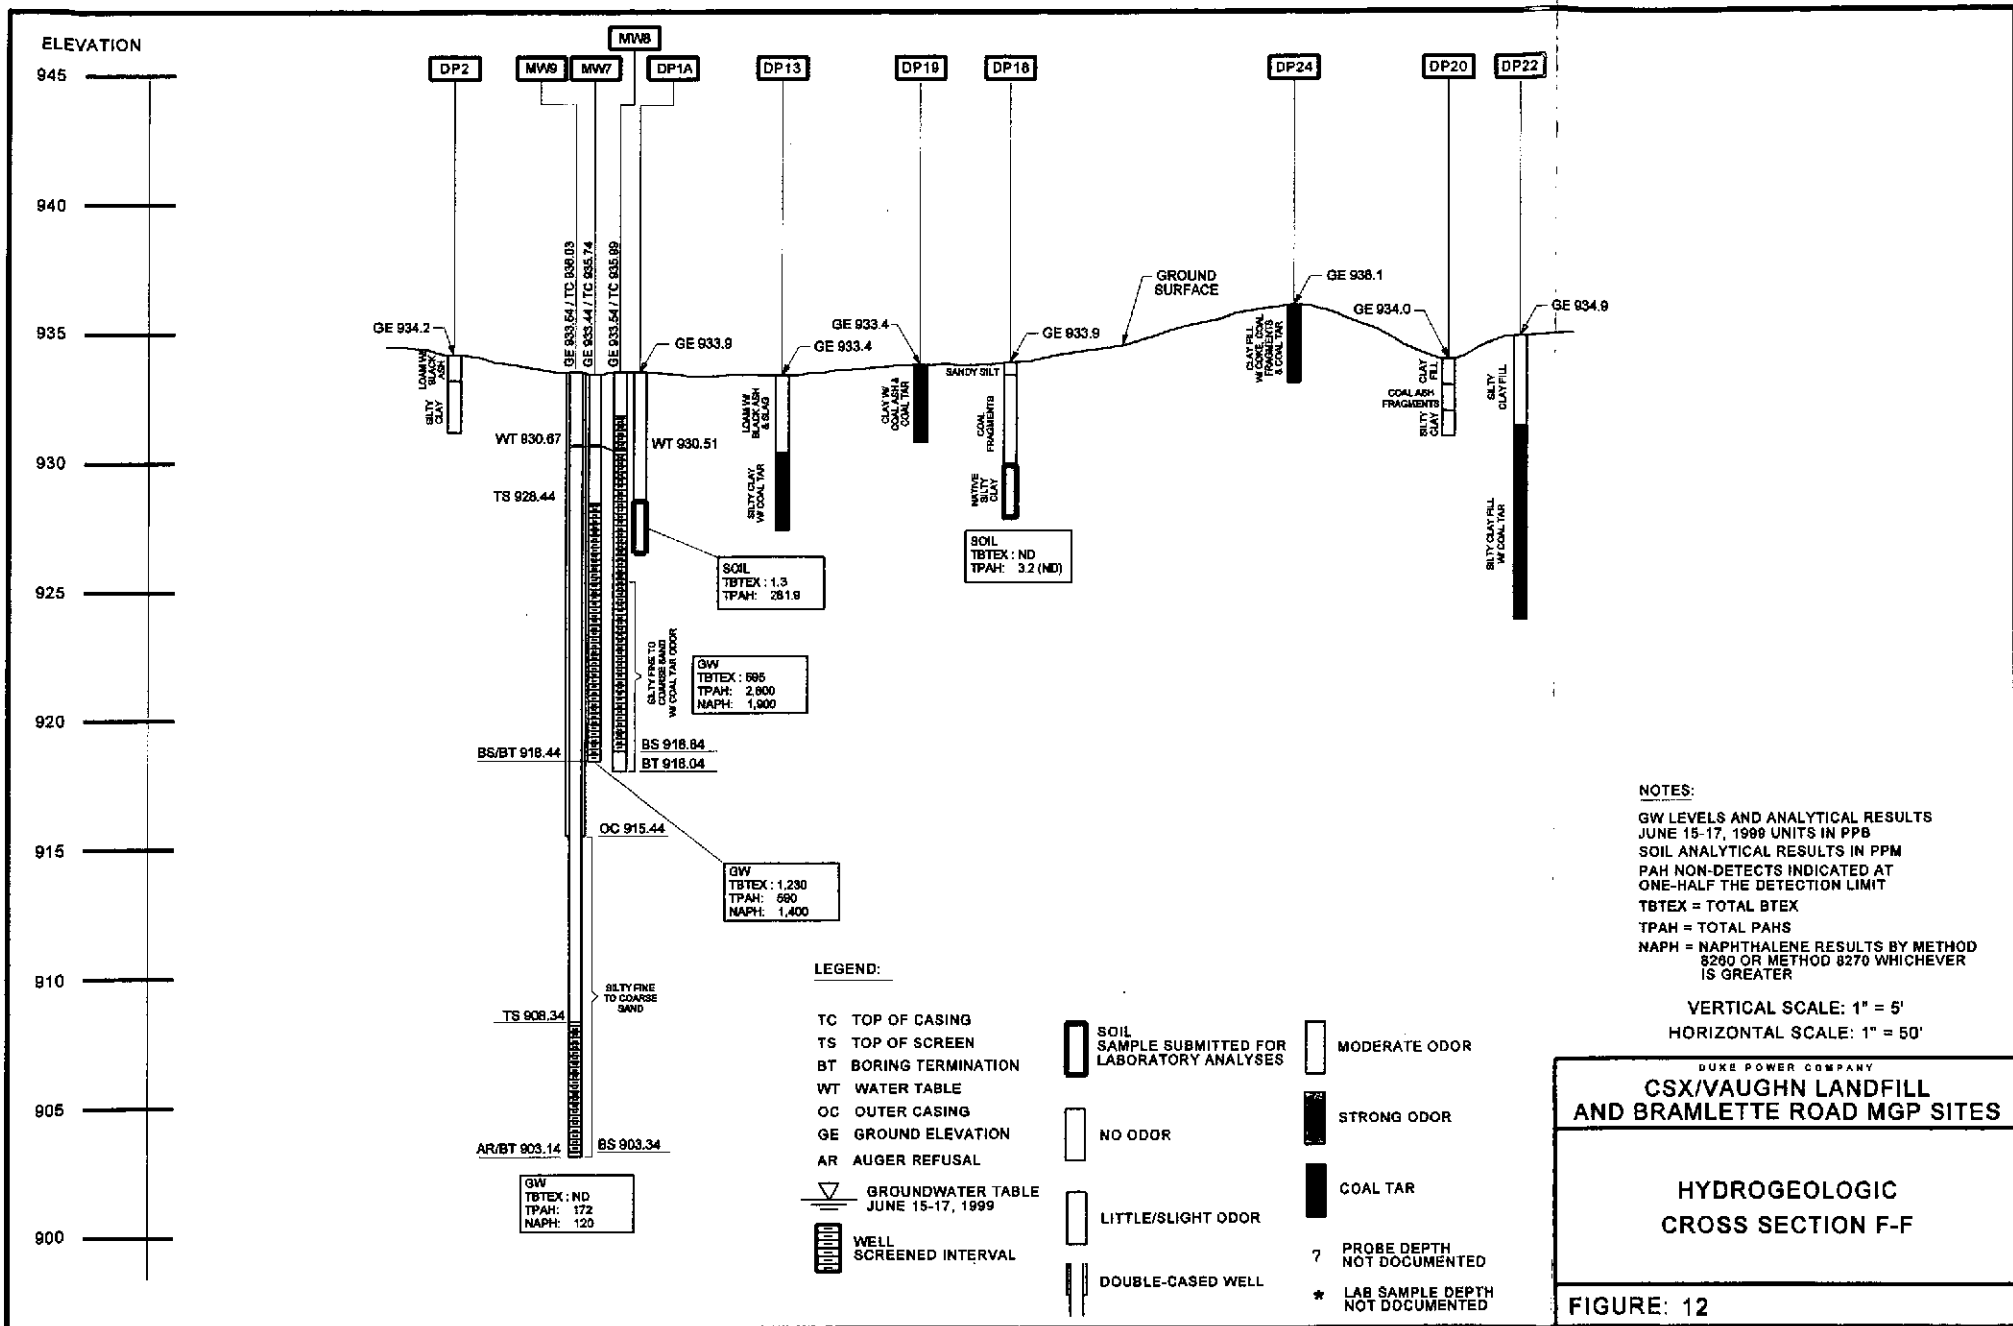 ELEVATION
945
940
935
930
925
920
915
910
905
900
DP2
MW9
MW7
MW8
DP1A
DP13
DP19
DP18
DP24
DP20
DP22
GE 933.54 / TC 936.03
GE 933.44 / TC 935.74
GE 933.54 / TC 935.99
GE 934.2
GE 933.9
GE 933.4
GE 933.4
GE 933.9
GROUND
SURFACE
GE 936.1
GE 934.0
GE 934.9
LOAM W/
BLACK
ASH
SILTY
CLAY
WT 930.67
WT 930.51
TS 928.44
LOAM W/
BLACK ASH
& SLAG
SILTY CLAY
W/ COAL TAR
CLAY W/
COAL ASH &
COAL TAR
SANDY SILT
COAL
FRAGMENTS
NATIVE
SILTY
CLAY
CLAY FILL
W/ COKE, COAL
FRAGMENTS
& COAL TAR
CLAY
FILL
COAL ASH
FRAGMENTS
SILTY
CLAY
SILTY
CLAY FILL
SILTY CLAY FILL
W/ COAL TAR
SOIL
TBTEX : 1.3
TPAH: 281.9
SOIL
TBTEX : ND
TPAH: 3.2 (ND)
SILTY FINE TO
COARSE SAND
W/ COAL TAR ODOR
GW
TBTEX : 695
TPAH: 2,800
NAPH: 1,900
BS/BT 918.44
BS 918.84
BT 918.04
OC 915.44
GW
TBTEX : 1,230
TPAH: 590
NAPH: 1,400
SILTY FINE
TO COARSE
SAND
TS 908.34
AR/BT 903.14
BS 903.34
GW
TBTEX : ND
TPAH: 172
NAPH: 120
LEGEND:
TC TOP OF CASING
TS TOP OF SCREEN
BT BORING TERMINATION
WT WATER TABLE
OC OUTER CASING
GE GROUND ELEVATION
AR AUGER REFUSAL
GROUNDWATER TABLE
JUNE 15-17, 1999
WELL
SCREENED INTERVAL
SOIL
SAMPLE SUBMITTED FOR
LABORATORY ANALYSES
NO ODOR
LITTLE/SLIGHT ODOR
DOUBLE-CASED WELL
MODERATE ODOR
STRONG ODOR
COAL TAR
? PROBE DEPTH
NOT DOCUMENTED
* LAB SAMPLE DEPTH
NOT DOCUMENTED
NOTES:
GW LEVELS AND ANALYTICAL RESULTS
JUNE 15-17, 1999 UNITS IN PPB
SOIL ANALYTICAL RESULTS IN PPM
PAH NON-DETECTS INDICATED AT
ONE-HALF THE DETECTION LIMIT
TBTEX = TOTAL BTEX
TPAH = TOTAL PAHS
NAPH = NAPHTHALENE RESULTS BY METHOD
8260 OR METHOD 8270 WHICHEVER
IS GREATER
VERTICAL SCALE: 1" = 5'
HORIZONTAL SCALE: 1" = 50'
DUKE POWER COMPANY
CSX/VAUGHN LANDFILL
AND BRAMLETTE ROAD MGP SITES
HYDROGEOLOGIC
CROSS SECTION F-F
FIGURE: 12